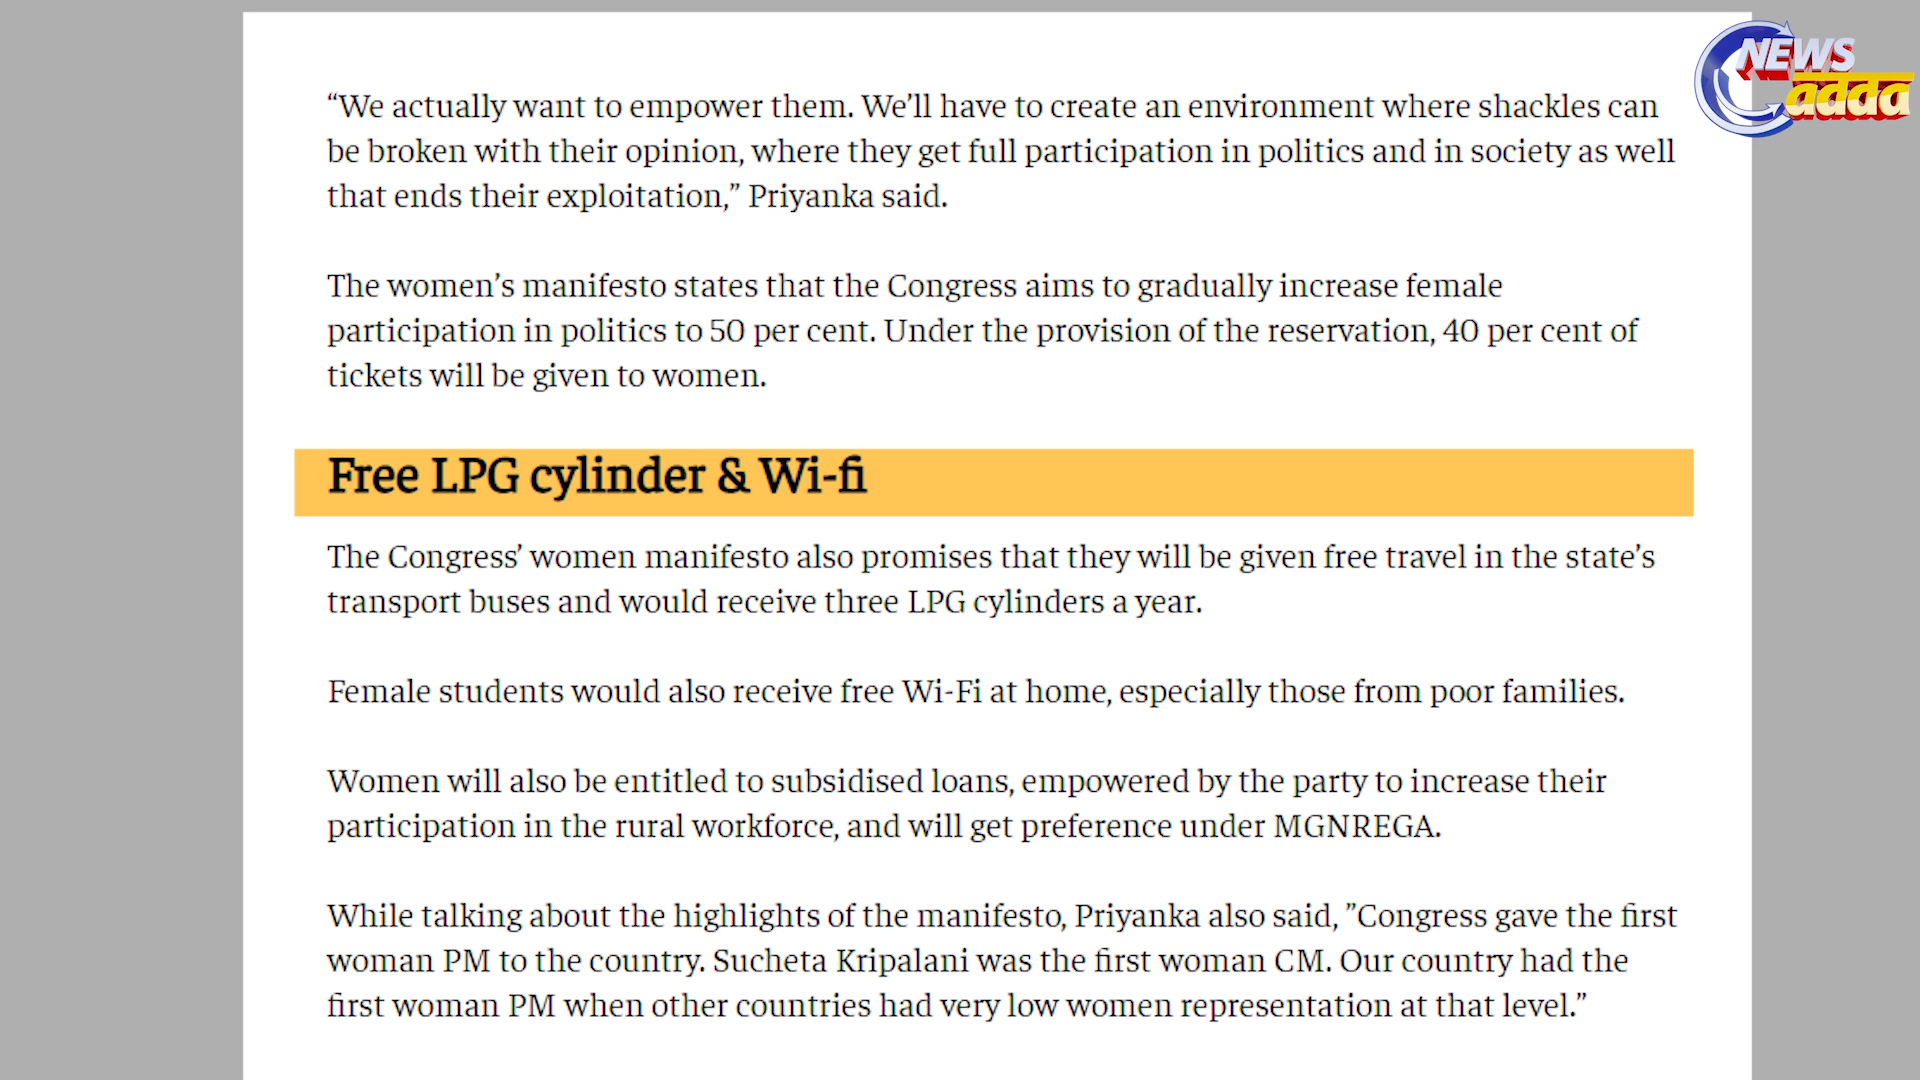 NEWS
adda
“We actually want to empower them. We’ll have to create an environment where shackles can
be broken with their opinion, where they get full participation in politics and in society as well
that ends their exploitation,” Priyanka said.
The women’s manifesto states that the Congress aims to gradually increase female
participation in politics to 50 per cent. Under the provision of the reservation, 40 per cent of
tickets will be given to women.
Free LPG cylinder & Wi-fi
The Congress’ women manifesto also promises that they will be given free travel in the state’s
transport buses and would receive three LPG cylinders a year.
Female students would also receive free Wi-Fi at home, especially those from poor families.
Women will also be entitled to subsidised loans, empowered by the party to increase their
participation in the rural workforce, and will get preference under MGNREGA.
While talking about the highlights of the manifesto, Priyanka also said, ”Congress gave the first
woman PM to the country. Sucheta Kripalani was the first woman CM. Our country had the
first woman PM when other countries had very low women representation at that level.”